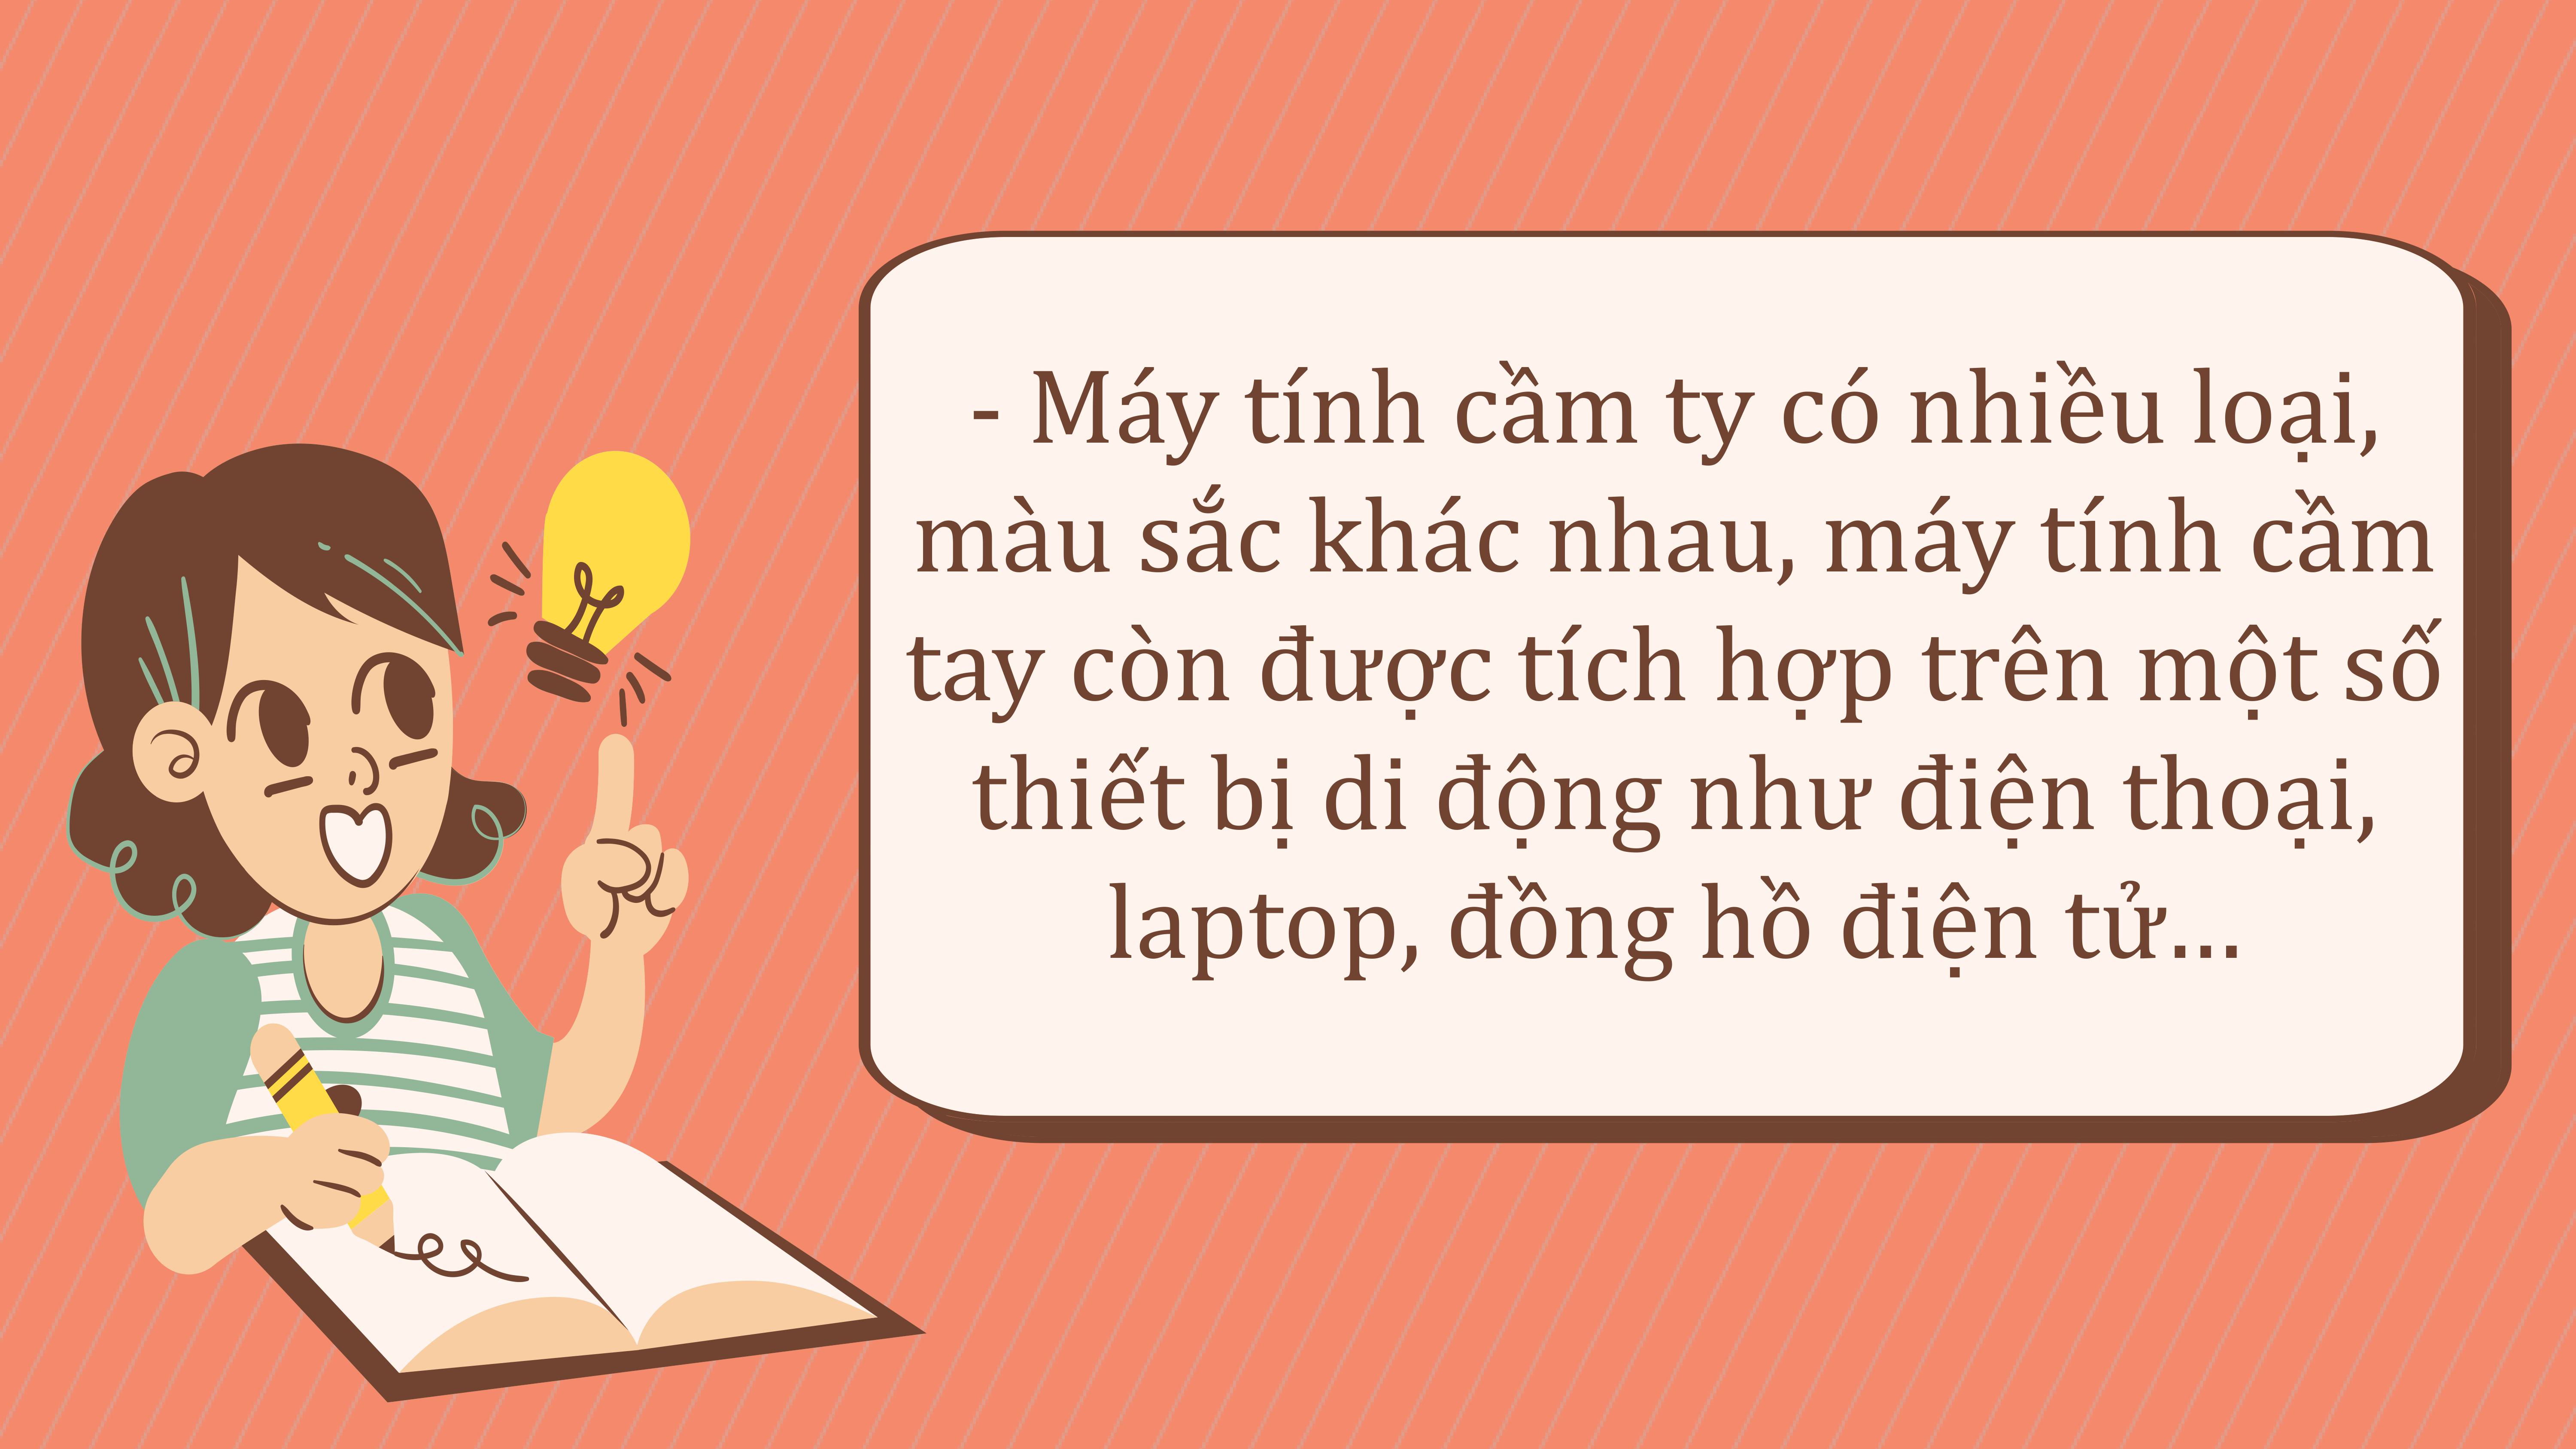 - Máy tính cầm ty có nhiều loại,
màu sắc khác nhau, máy tính cầm
tay còn được tích hợp trên một số
thiết bị di động như điện thoại,
laptop, đồng hồ điện tử...